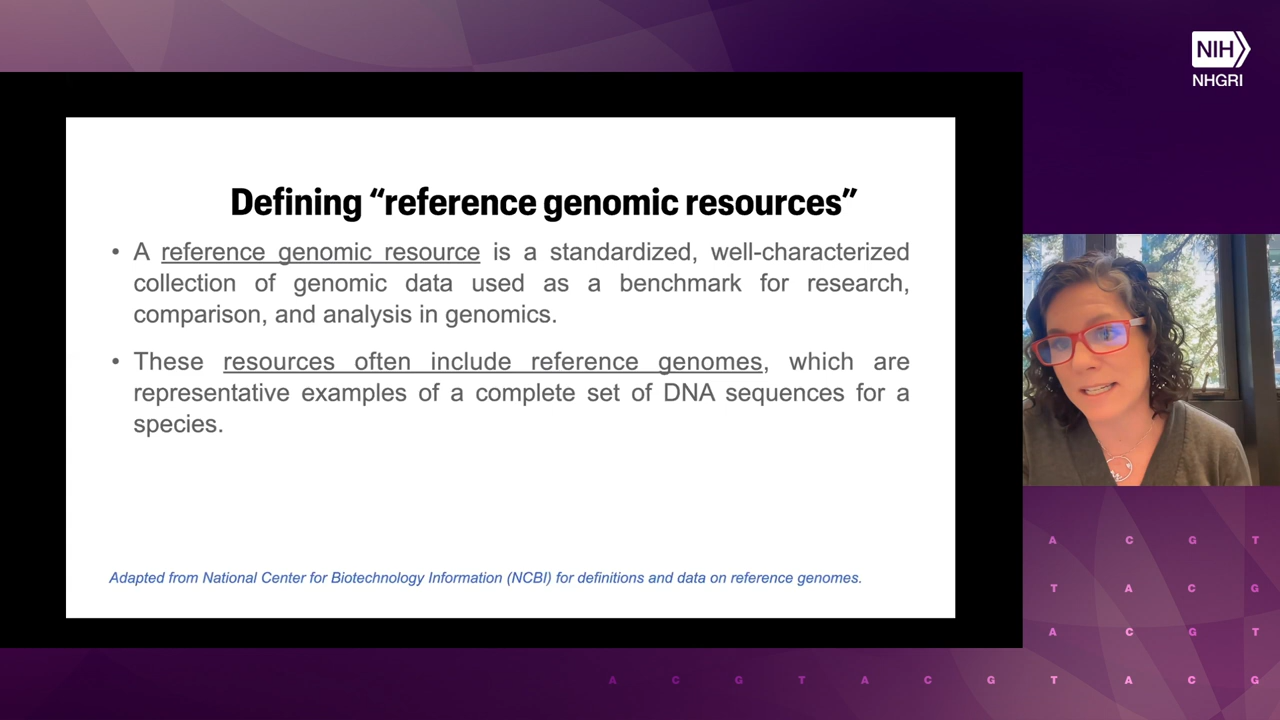 NIH
NHGRI
Defining “reference genomic resources”
• A reference genomic resource is a standardized, well-characterized
collection of genomic data used as a benchmark for research,
comparison, and analysis in genomics.
• These resources often include reference genomes, which are
representative examples of a complete set of DNA sequences for a
species.
Adapted from National Center for Biotechnology Information (NCBI) for definitions and data on reference genomes.
A C G T
T A C G
A C G T
A C G T A C G T A C G